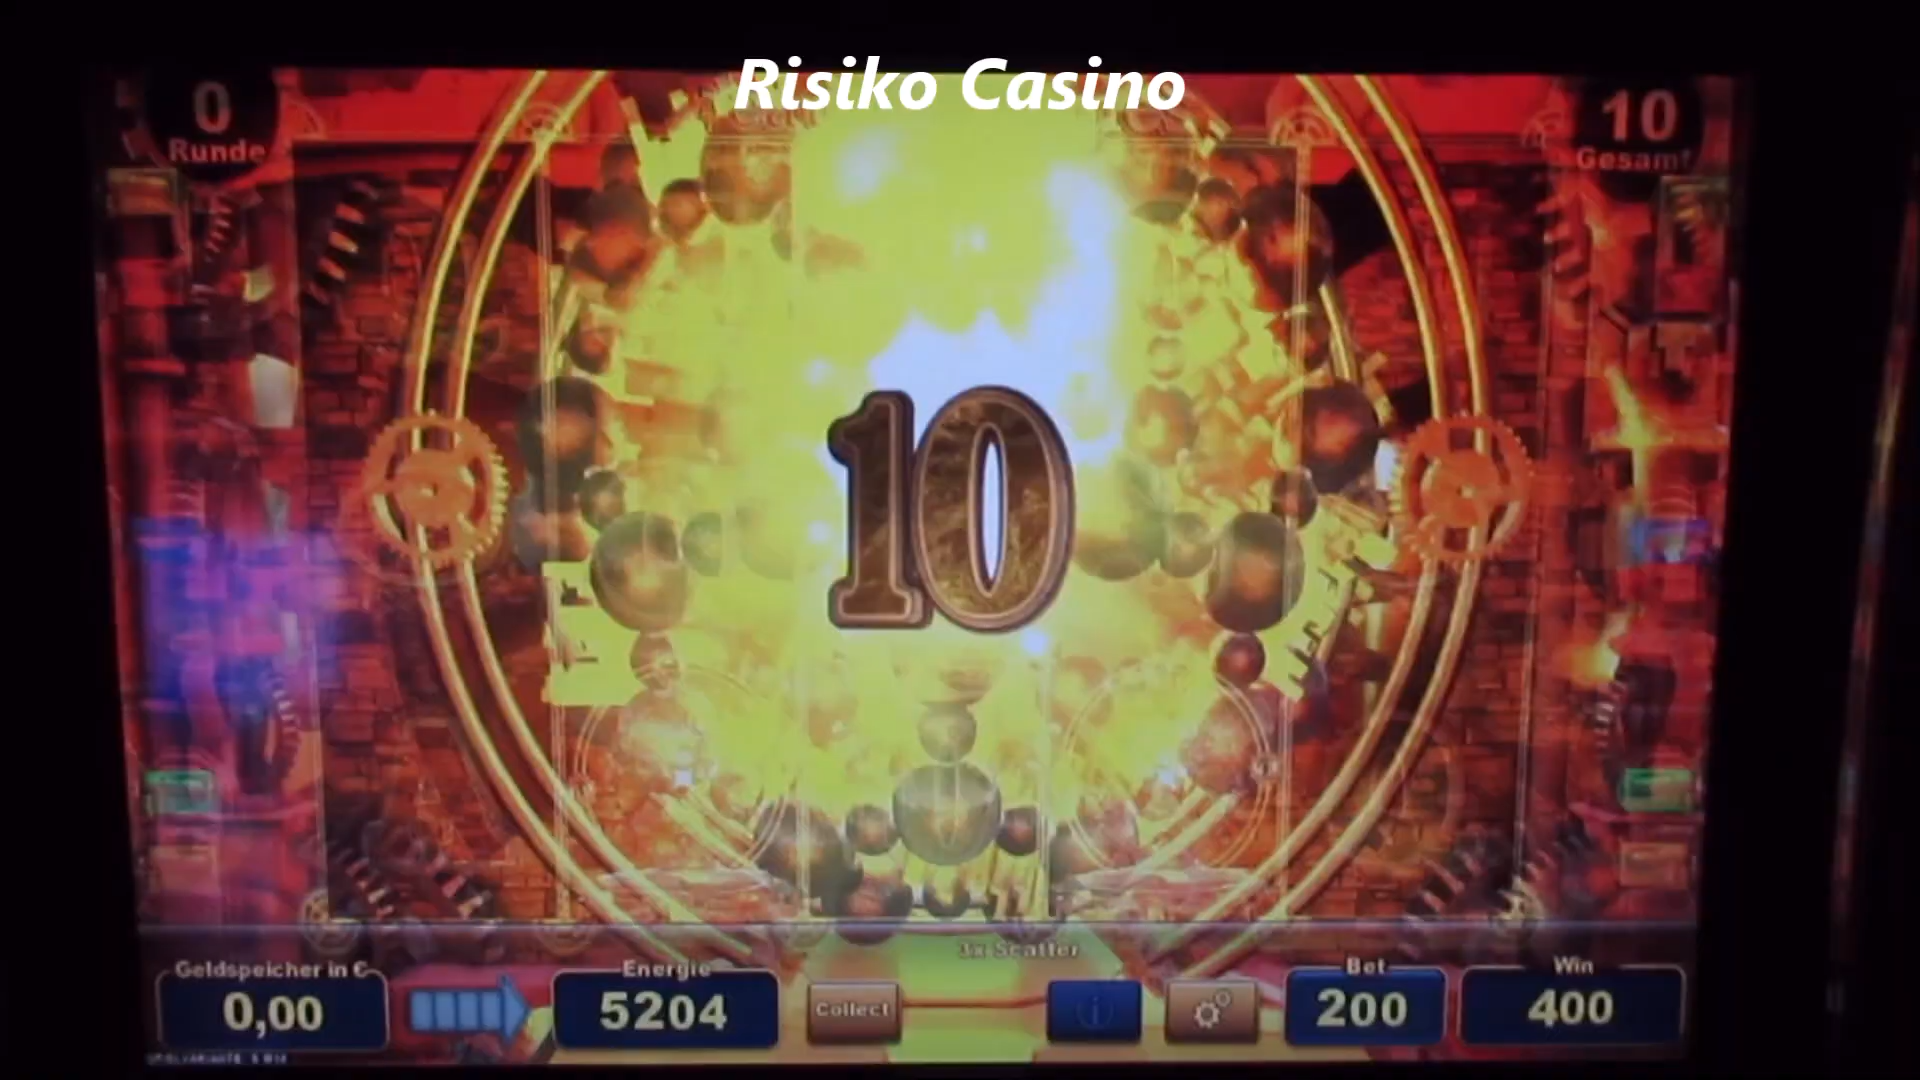 Risiko Casino
0
Runde
10
Gesamt
10
3x Scatter
Geldspeicher in €
0,00
Energie
5204
Collect
Bet
200
Win
400